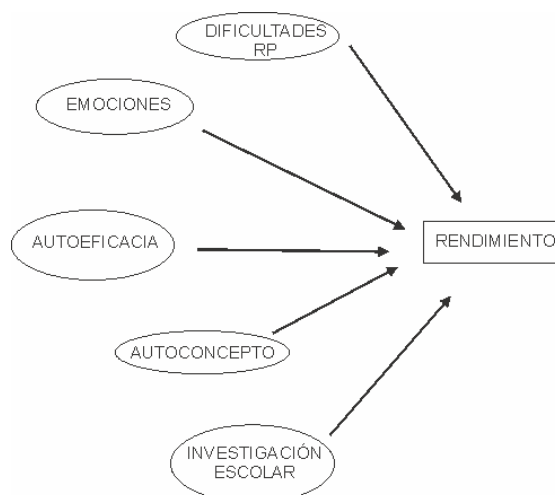 DIFICULTADES
RP
EMOCIONES
AUTOEFICACIA
RENDIMIENTO
AUTOCONCEPTO
INVESTIGACIÓN
ESCOLAR